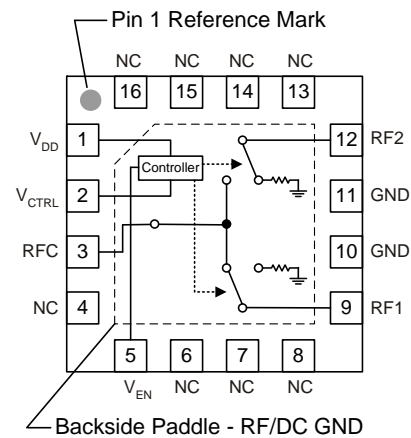 Pin 1 Reference Mark
NC NC NC NC
16 15 14 13
V_DD 1 12 RF2
Controller
V_CTRL 2 11 GND
RFC 3 10 GND
NC 4 9 RF1
5 6 7 8
V_EN NC NC NC
Backside Paddle - RF/DC GND